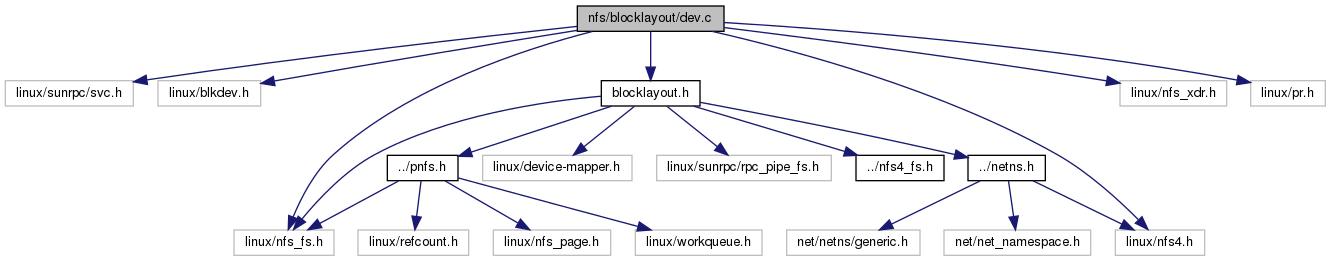 nfs/blocklayout/dev.c
linux/sunrpc/svc.h
linux/blkdev.h
blocklayout.h
linux/nfs_xdr.h
linux/pr.h
../pnfs.h
linux/device-mapper.h
linux/sunrpc/rpc_pipe_fs.h
../nfs4_fs.h
../netns.h
linux/nfs_fs.h
linux/refcount.h
linux/nfs_page.h
linux/workqueue.h
net/netns/generic.h
net/net_namespace.h
linux/nfs4.h